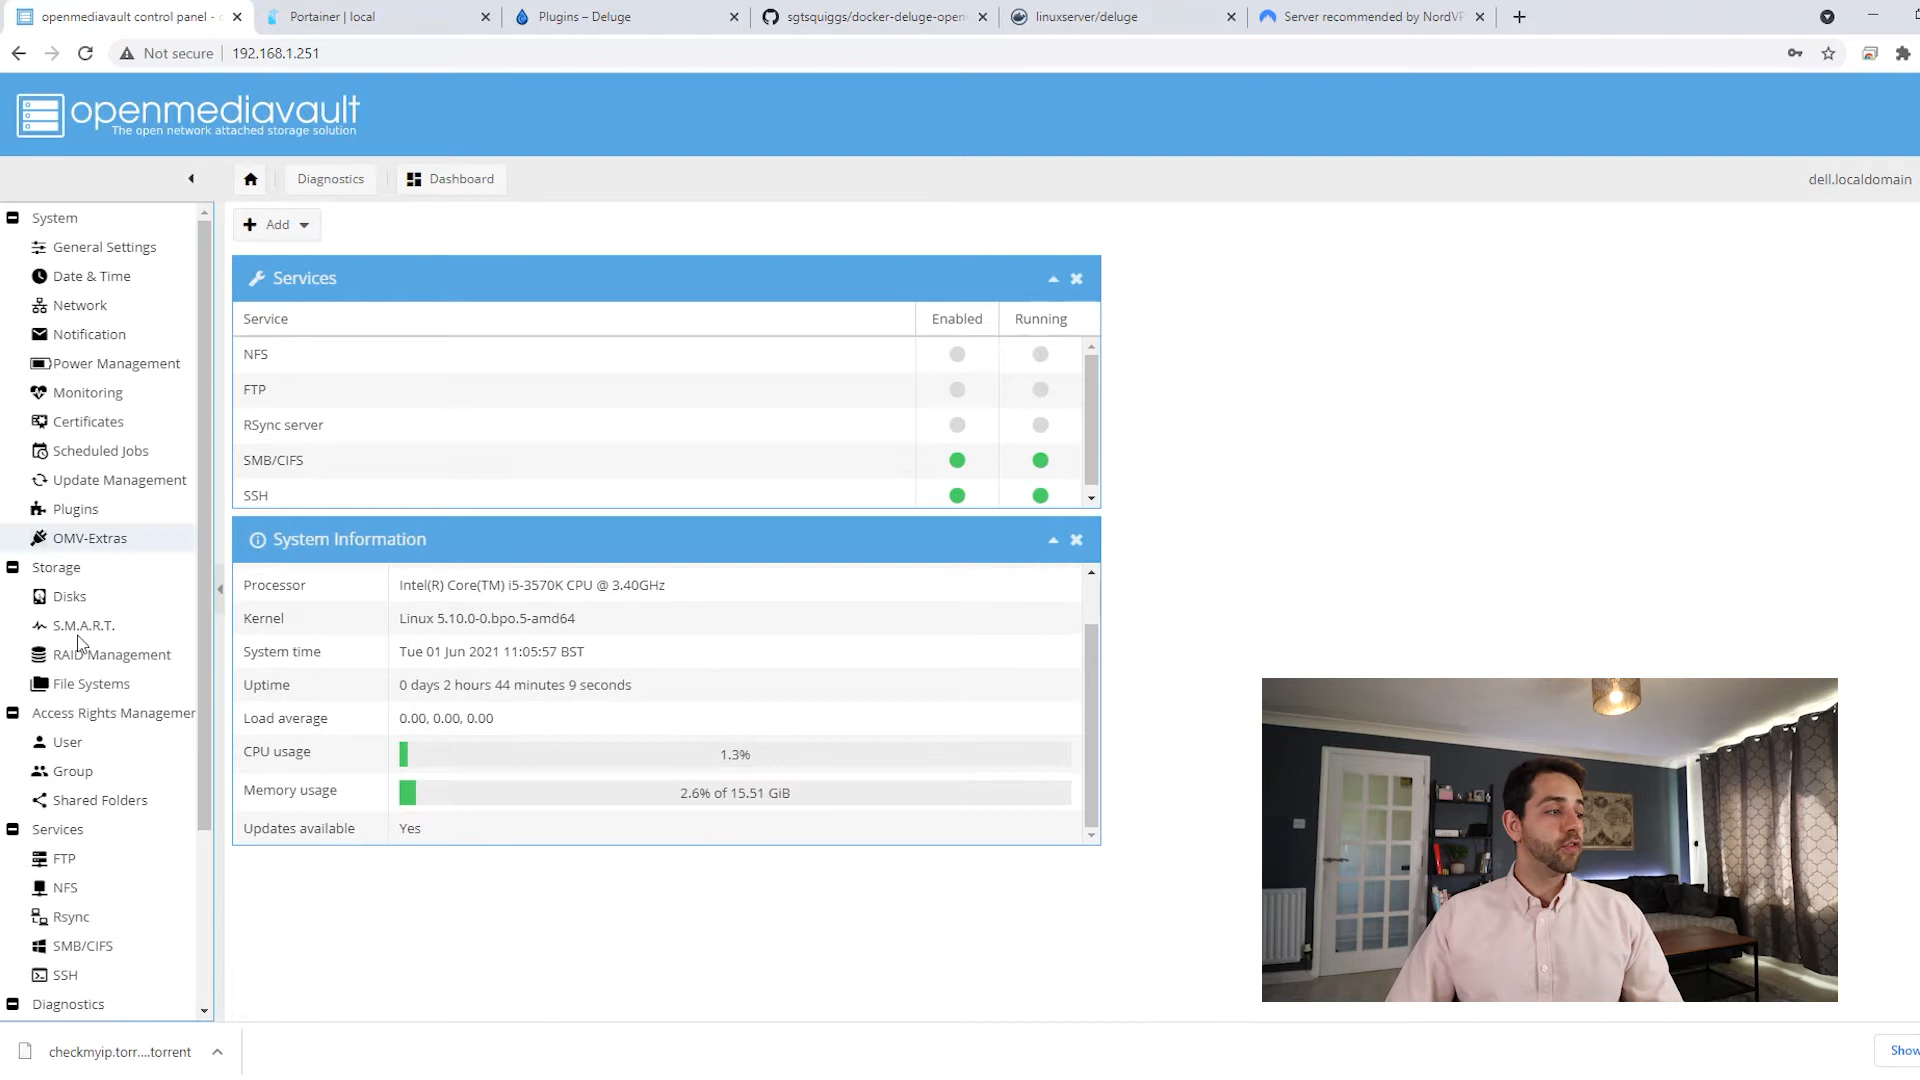 openmediavault control panel - 
Portainer | local
Plugins – Deluge
sgtsquiggs/docker-deluge-open
linuxserver/deluge
Server recommended by NordVP
Not secure
192.168.1.251
openmediavault
The open network attached storage solution
Diagnostics
Dashboard
dell.localdomain
System
General Settings
Date & Time
Network
Notification
Power Management
Monitoring
Certificates
Scheduled Jobs
Update Management
Plugins
OMV-Extras
Storage
Disks
S.M.A.R.T.
RAID Management
File Systems
Access Rights Managemen
User
Group
Shared Folders
Services
FTP
NFS
Rsync
SMB/CIFS
SSH
Diagnostics
Add
Services
Service Enabled Running
NFS
FTP
RSync server
SMB/CIFS
SSH
System Information
Processor Intel(R) Core(TM) i5-3570K CPU @ 3.40GHz
Kernel Linux 5.10.0-0.bpo.5-amd64
System time Tue 01 Jun 2021 11:05:57 BST
Uptime 0 days 2 hours 44 minutes 9 seconds
Load average 0.00, 0.00, 0.00
CPU usage 1.3%
Memory usage 2.6% of 15.51 GiB
Updates available Yes
checkmyip.torr....torrent
Show